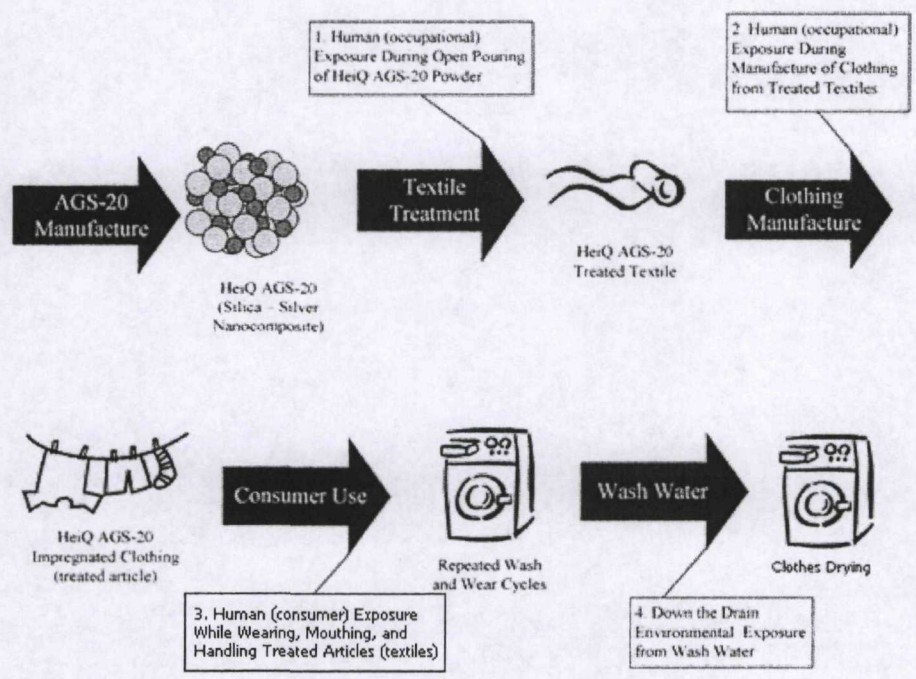 1. Human (occupational)
Exposure During Open Pouring
of HeiQ AGS-20 Powder
2. Human (occupational)
Exposure During
Manufacture of Clothing
from Treated Textiles
AGS-20
Manufacture
Textile
Treatment
Clothing
Manufacture
HeiQ AGS-20
(Silica – Silver
Nanocomposite)
HeiQ AGS-20
Treated Textile
Consumer Use
Wash Water
HeiQ AGS-20
Impregnated Clothing
(treated article)
Repeated Wash
and Wear Cycles
Clothes Drying
3. Human (consumer) Exposure
While Wearing, Mouthing, and
Handling Treated Articles (textiles)
4. Down the Drain
Environmental Exposure
from Wash Water